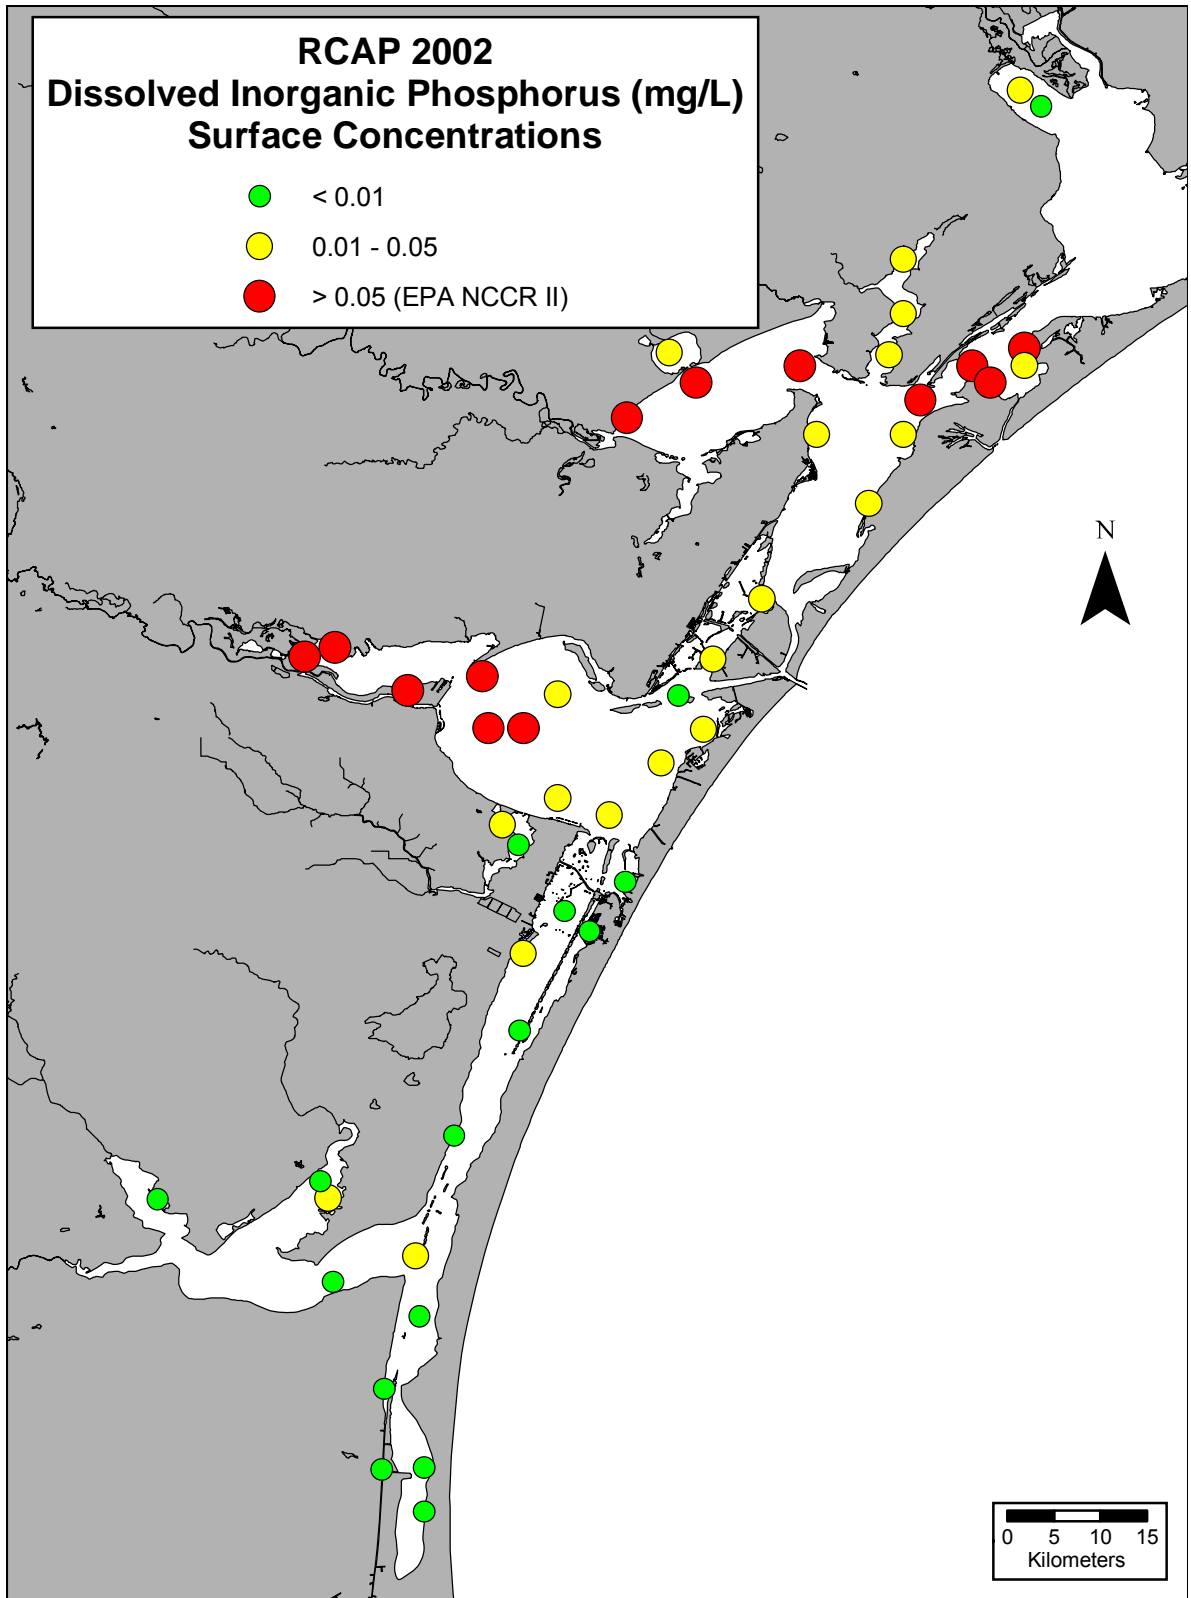 RCAP 2002
Dissolved Inorganic Phosphorus (mg/L)
Surface Concentrations
< 0.01
0.01 - 0.05
> 0.05 (EPA NCCR II)
N
0 5 10 15
Kilometers